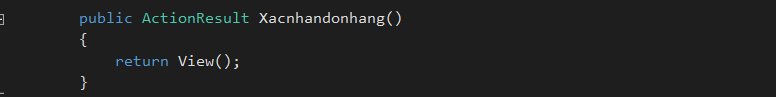 public ActionResult Xacnhandonhang()
{
return View();
}